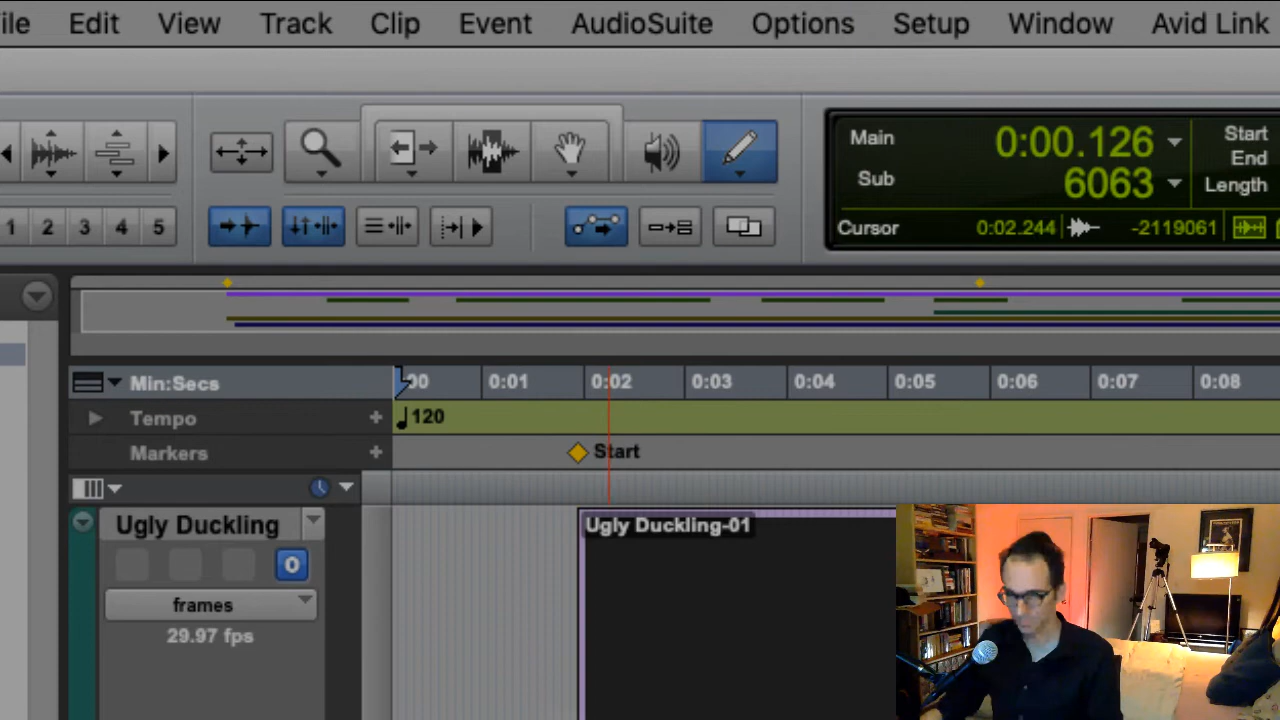 ile Edit View Track Clip Event AudioSuite Options Setup Window Avid Link
Main 0:00.126 Start
End
Sub 6063 Length
1 2 3 4 5
Cursor 0:02.244 -2119061
Min:Secs 00 0:01 0:02 0:03 0:04 0:05 0:06 0:07 0:08
Tempo + 120
Markers + Start
Ugly Duckling
Ugly Duckling-01
frames
29.97 fps